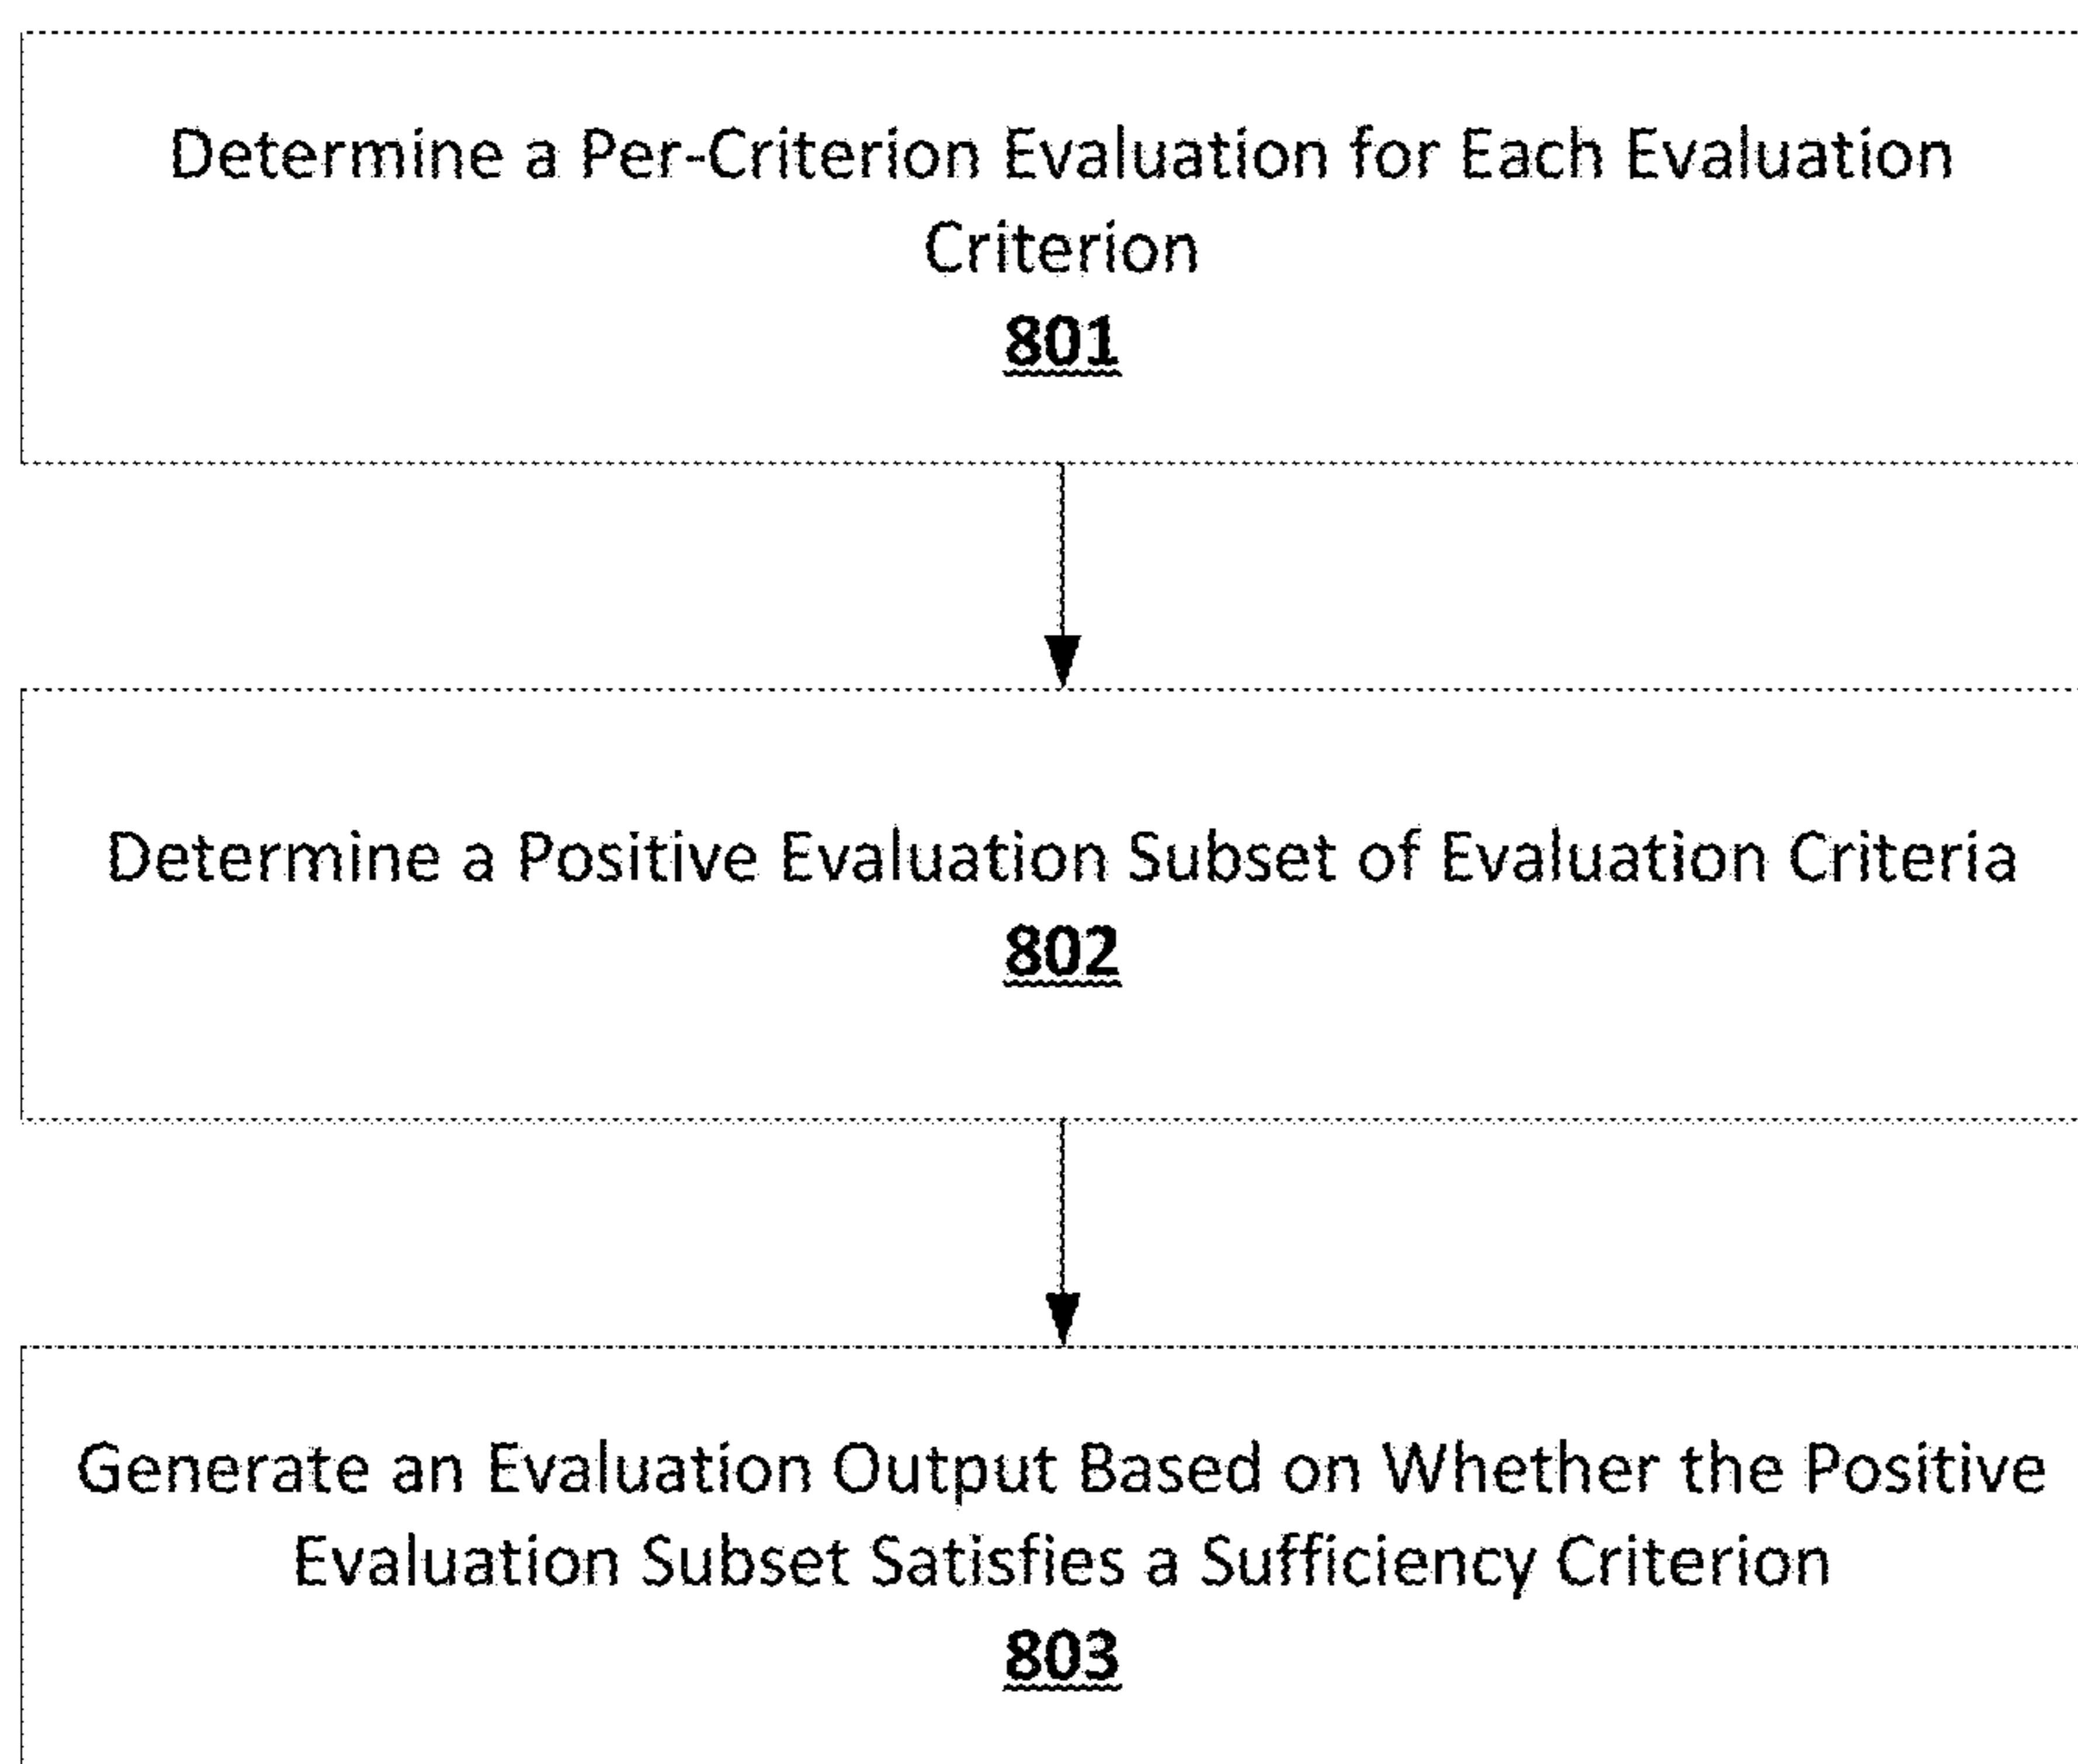 Determine a Per-Criterion Evaluation for Each Evaluation
Criterion
801
Determine a Positive Evaluation Subset of Evaluation Criteria
802
Generate an Evaluation Output Based on Whether the Positive
Evaluation Subset Satisfies a Sufficiency Criterion
803